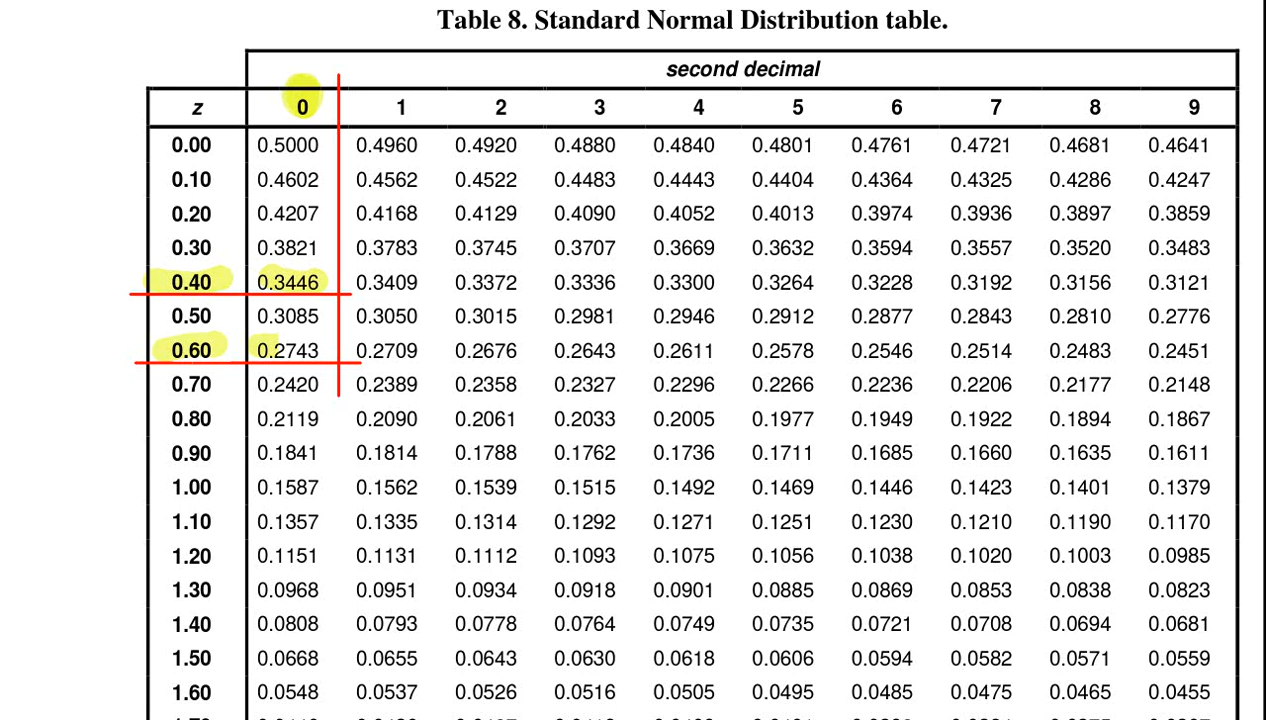 Table 8. Standard Normal Distribution table.
second decimal
z 0 1 2 3 4 5 6 7 8 9
0.00 0.5000 0.4960 0.4920 0.4880 0.4840 0.4801 0.4761 0.4721 0.4681 0.4641
0.10 0.4602 0.4562 0.4522 0.4483 0.4443 0.4404 0.4364 0.4325 0.4286 0.4247
0.20 0.4207 0.4168 0.4129 0.4090 0.4052 0.4013 0.3974 0.3936 0.3897 0.3859
0.30 0.3821 0.3783 0.3745 0.3707 0.3669 0.3632 0.3594 0.3557 0.3520 0.3483
0.40 0.3446 0.3409 0.3372 0.3336 0.3300 0.3264 0.3228 0.3192 0.3156 0.3121
0.50 0.3085 0.3050 0.3015 0.2981 0.2946 0.2912 0.2877 0.2843 0.2810 0.2776
0.60 0.2743 0.2709 0.2676 0.2643 0.2611 0.2578 0.2546 0.2514 0.2483 0.2451
0.70 0.2420 0.2389 0.2358 0.2327 0.2296 0.2266 0.2236 0.2206 0.2177 0.2148
0.80 0.2119 0.2090 0.2061 0.2033 0.2005 0.1977 0.1949 0.1922 0.1894 0.1867
0.90 0.1841 0.1814 0.1788 0.1762 0.1736 0.1711 0.1685 0.1660 0.1635 0.1611
1.00 0.1587 0.1562 0.1539 0.1515 0.1492 0.1469 0.1446 0.1423 0.1401 0.1379
1.10 0.1357 0.1335 0.1314 0.1292 0.1271 0.1251 0.1230 0.1210 0.1190 0.1170
1.20 0.1151 0.1131 0.1112 0.1093 0.1075 0.1056 0.1038 0.1020 0.1003 0.0985
1.30 0.0968 0.0951 0.0934 0.0918 0.0901 0.0885 0.0869 0.0853 0.0838 0.0823
1.40 0.0808 0.0793 0.0778 0.0764 0.0749 0.0735 0.0721 0.0708 0.0694 0.0681
1.50 0.0668 0.0655 0.0643 0.0630 0.0618 0.0606 0.0594 0.0582 0.0571 0.0559
1.60 0.0548 0.0537 0.0526 0.0516 0.0505 0.0495 0.0485 0.0475 0.0465 0.0455